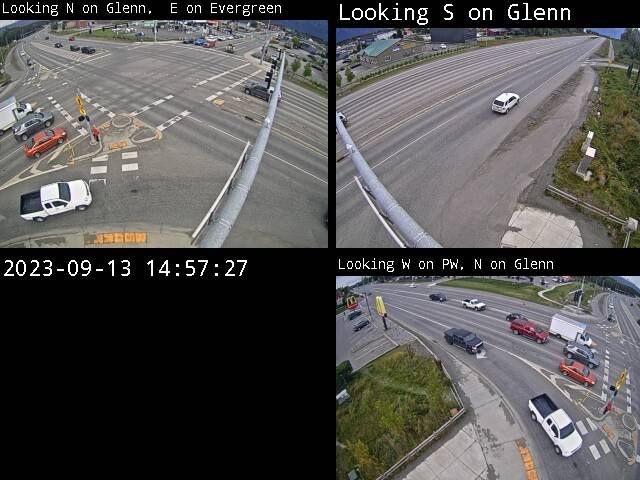 Looking N on Glenn,  E on Evergreen
Looking S on Glenn
2023-09-13 14:57:27
Looking W on PW, N on Glenn